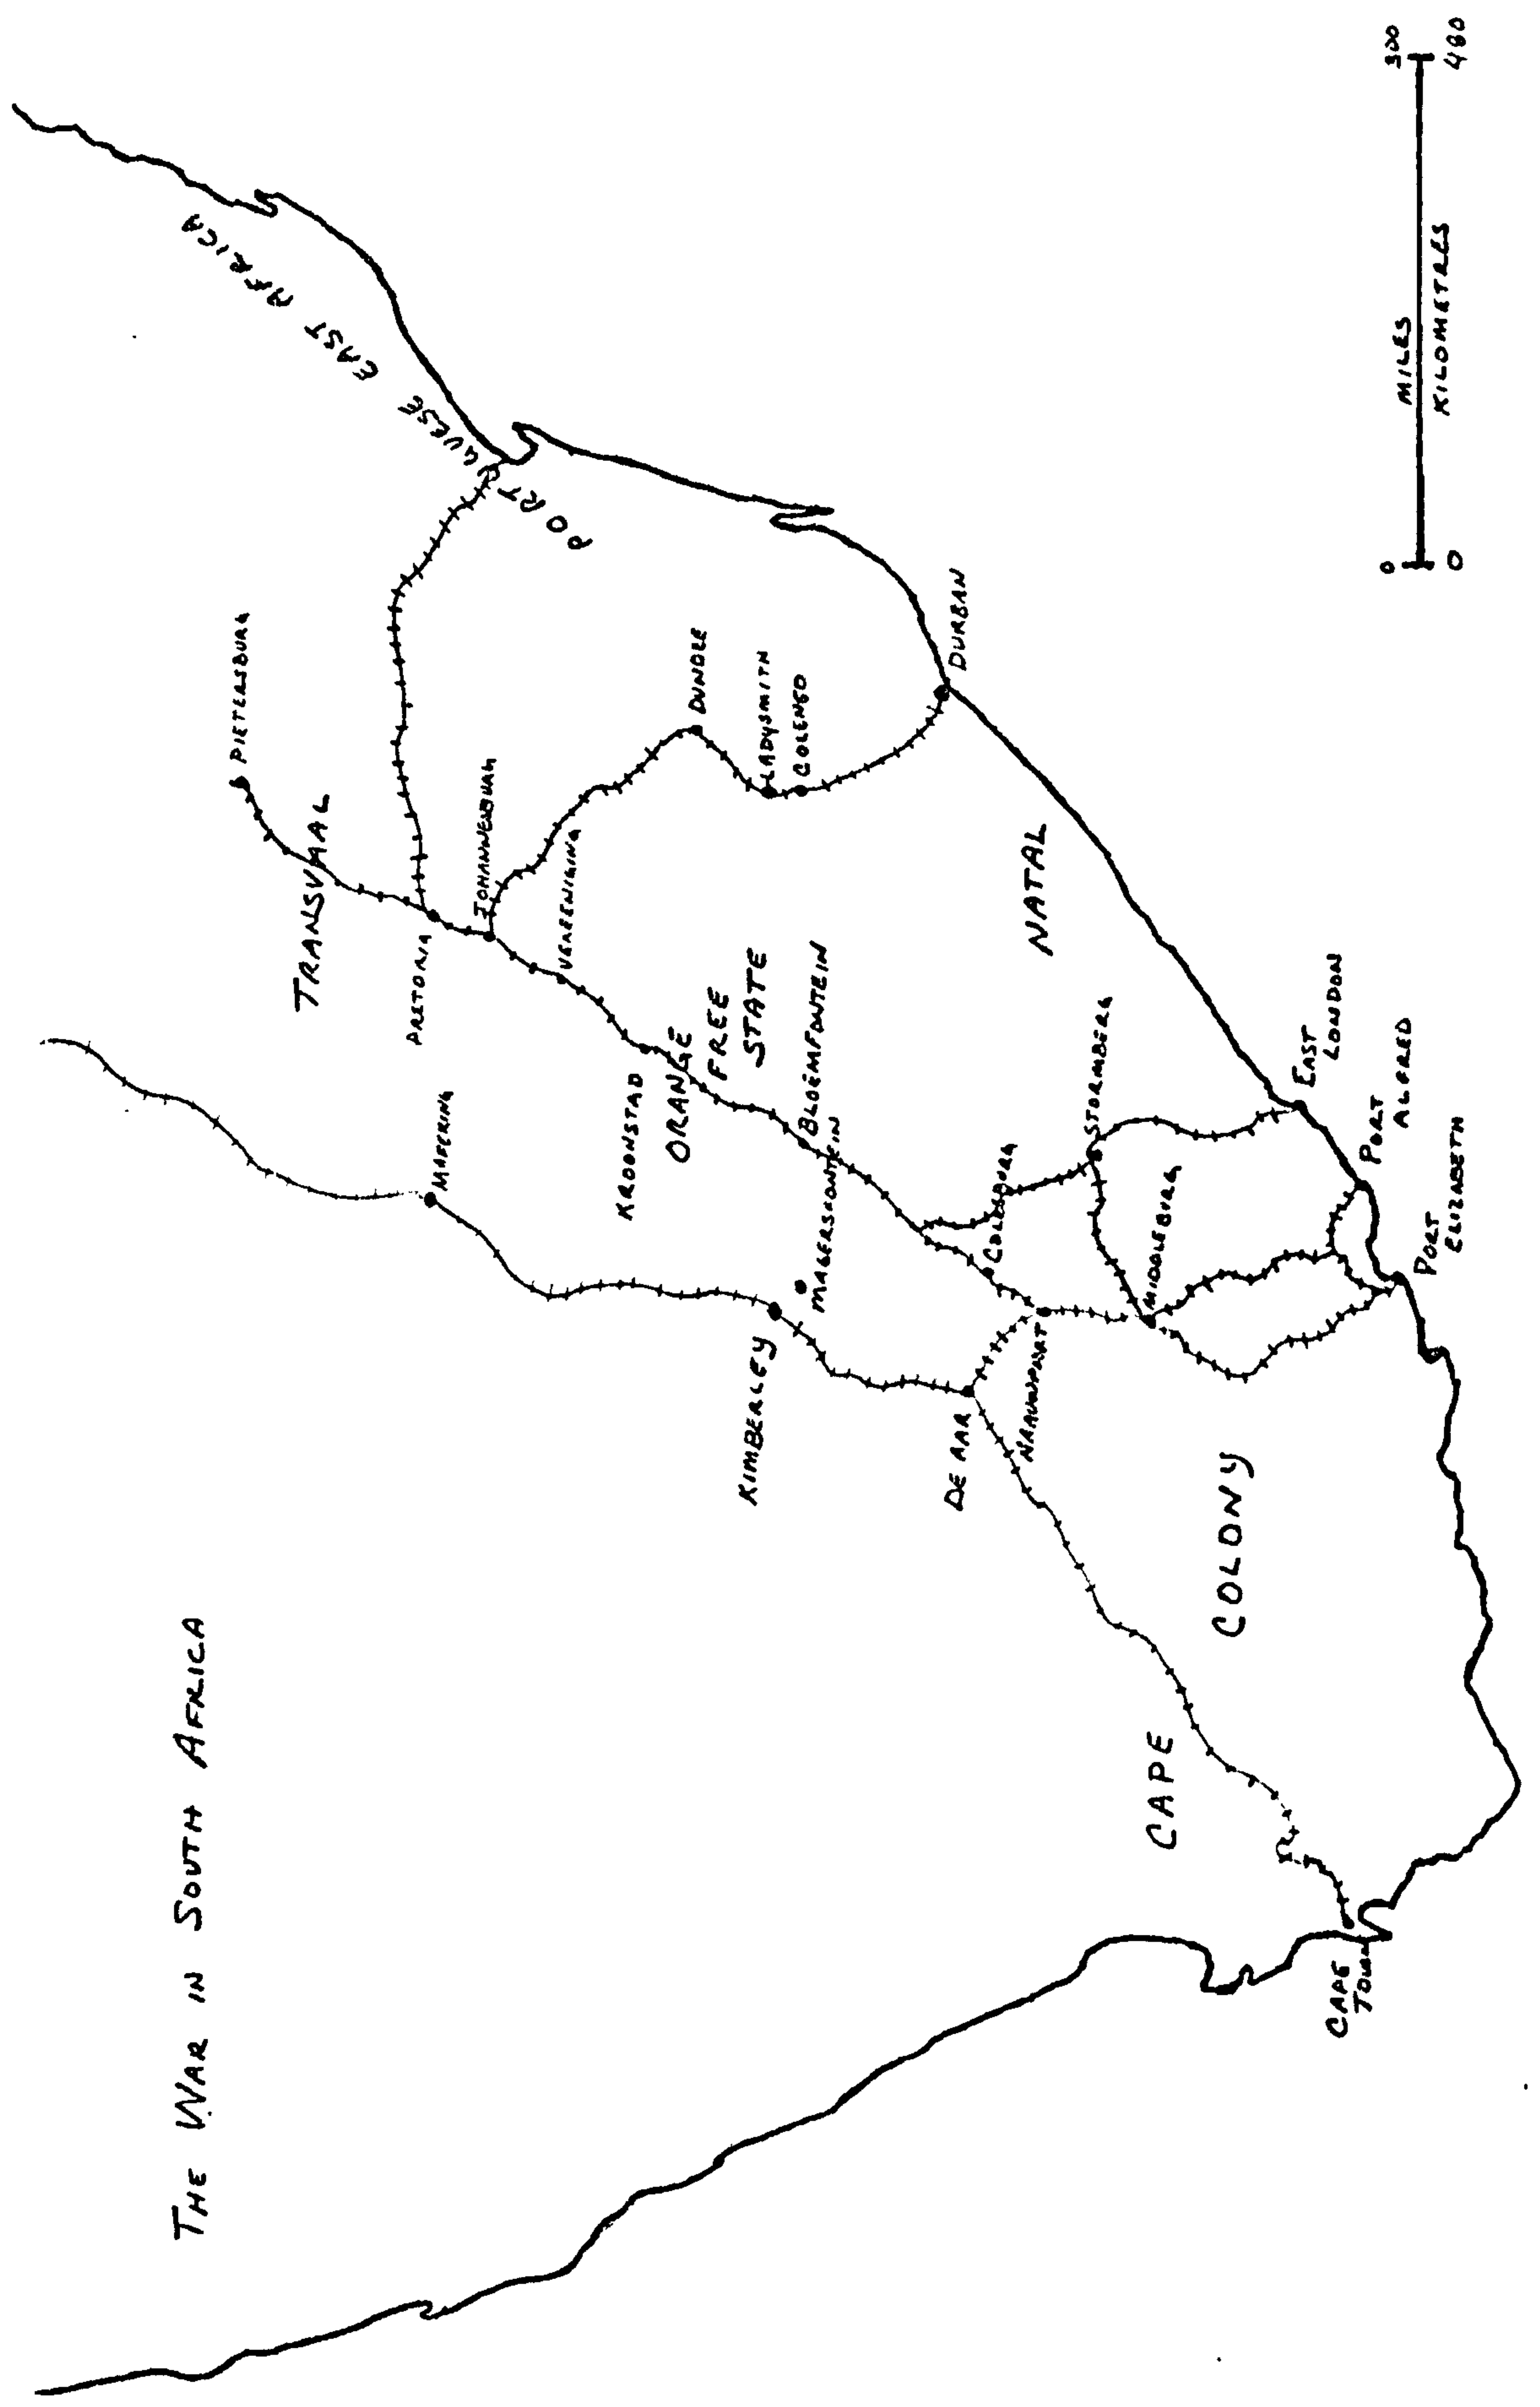 THE WAR IN SOUTH AFRICA
PORTUGUESE EAST AFRICA
PIETERSBURG
TRANSVAAL
PRETORIA
JOHANNESBURG
MAFEKING
VEREENIGING
DUNDEE
KROONSTAD
ORANGE
FREE
STATE
LADYSMITH
COLENSO
BLOEMFONTEIN
KIMBERLEY
MAGERSFONTEIN
DURBAN
NATAL
DE AAR
COLESBURG
NAAUWPORT
STORMBERG
MIDDLEBURG
CAPE COLONY
EAST
LONDON
PORT
ALFRED
PORT
ELIZABETH
CAPE
TOWN
0 300
MILES
KILOMETRES
0 480